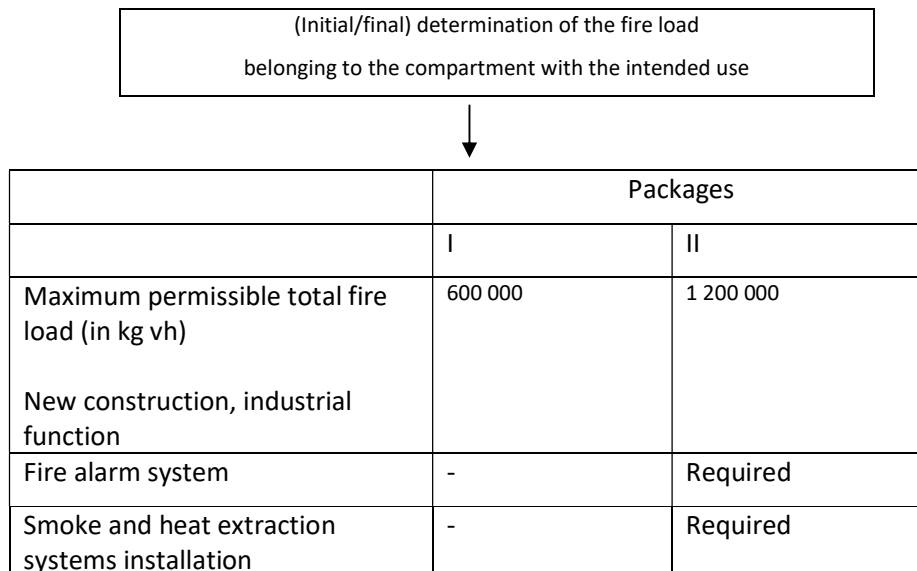 (Initial/final) determination of the fire load
belonging to the compartment with the intended use
Packages
I II
Maximum permissible total fire 600 000 1 200 000
load (in kg vh)
New construction, industrial
function
Fire alarm system - Required
Smoke and heat extraction - Required
systems installation